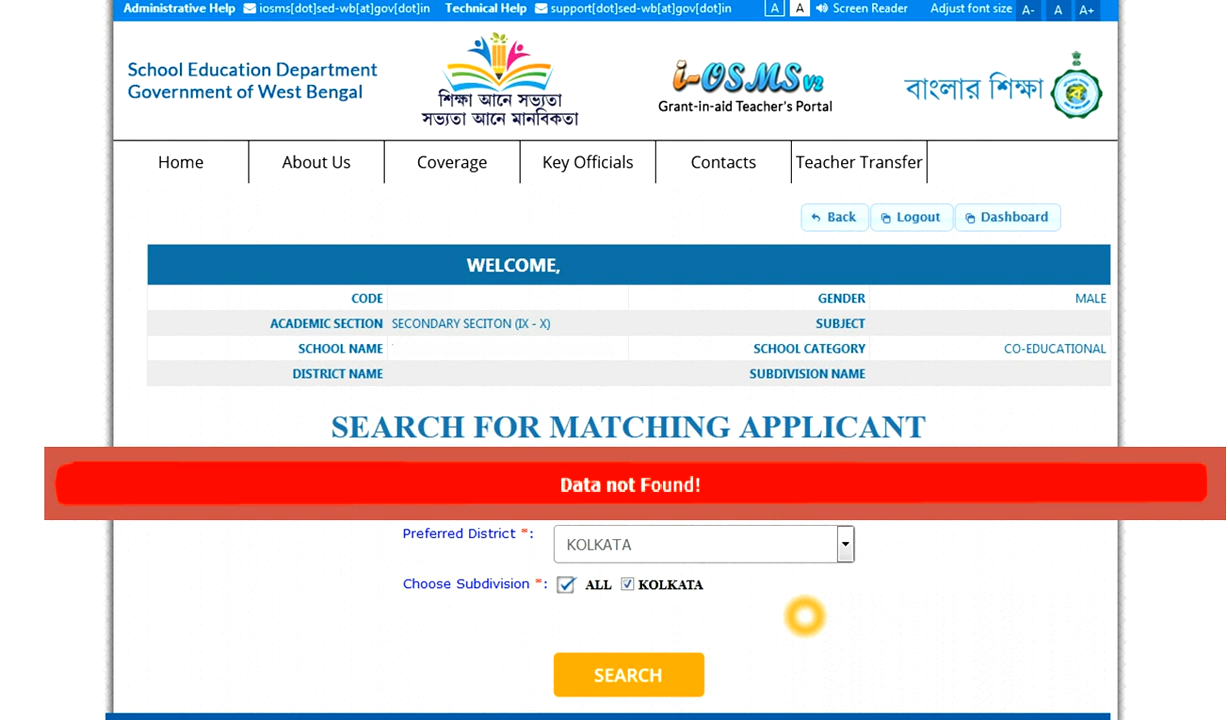 Administrative Help iosms[dot]sed-wb[at]gov[dot]in Technical Help support[dot]sed-wb[at]gov[dot]in A A Screen Reader Adjust font size A- A A+
School Education Department
Government of West Bengal
শিক্ষা আনে সভ্যতা
সভ্যতা আনে মানবিকতা
i-OSMS V2
Grant-in-aid Teacher's Portal
বাংলার শিক্ষা
Home About Us Coverage Key Officials Contacts Teacher Transfer
Back Logout Dashboard
WELCOME,
CODE GENDER MALE
ACADEMIC SECTION SECONDARY SECITON (IX - X) SUBJECT
SCHOOL NAME SCHOOL CATEGORY CO-EDUCATIONAL
DISTRICT NAME SUBDIVISION NAME
SEARCH FOR MATCHING APPLICANT
Data not Found!
Preferred District *: KOLKATA
Choose Subdivision *: ALL KOLKATA
SEARCH